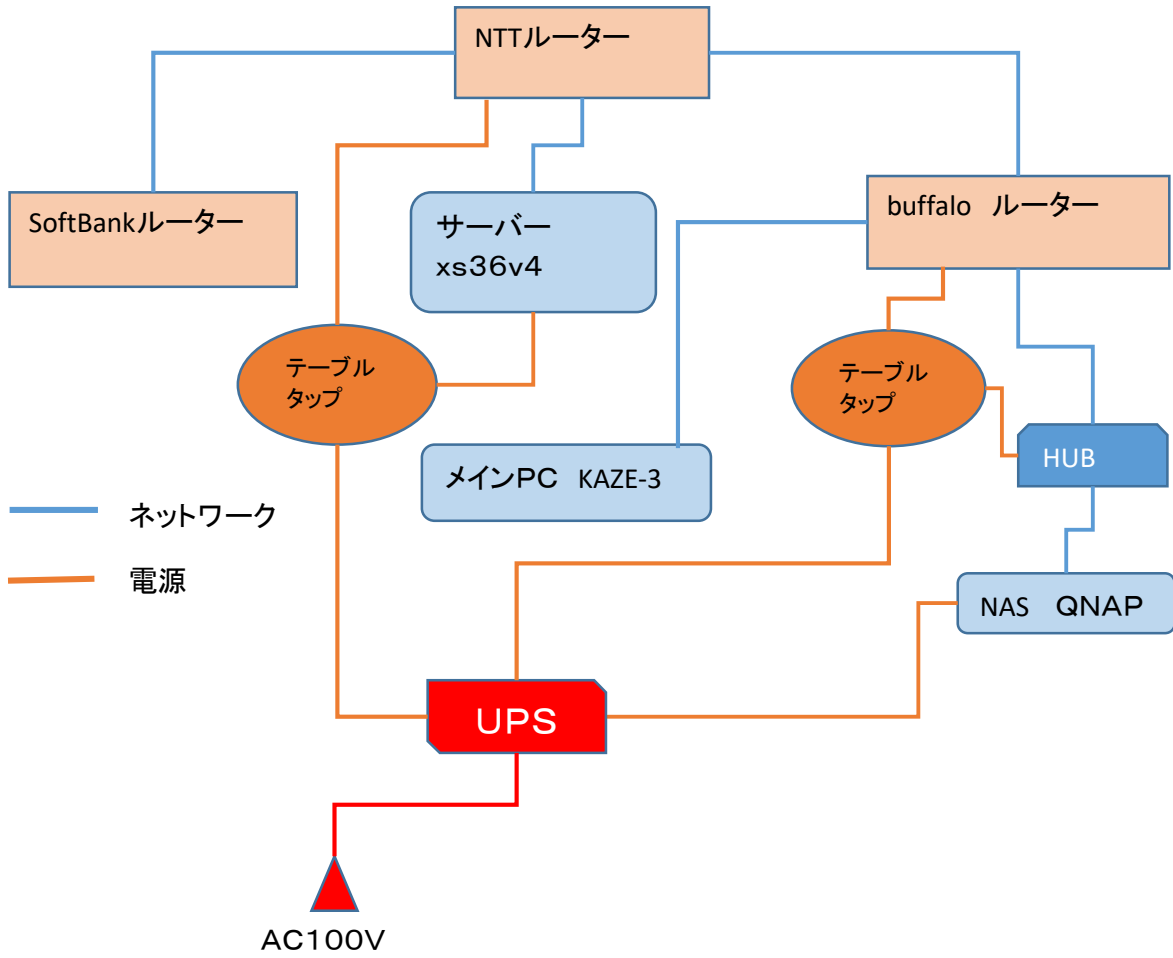 NTTルーター
SoftBankルーター
サーバー
xs36v4
buffalo ルーター
テーブル
タップ
テーブル
タップ
メインPC KAZE-3
HUB
ネットワーク
電源
NAS QNAP
UPS
AC100V